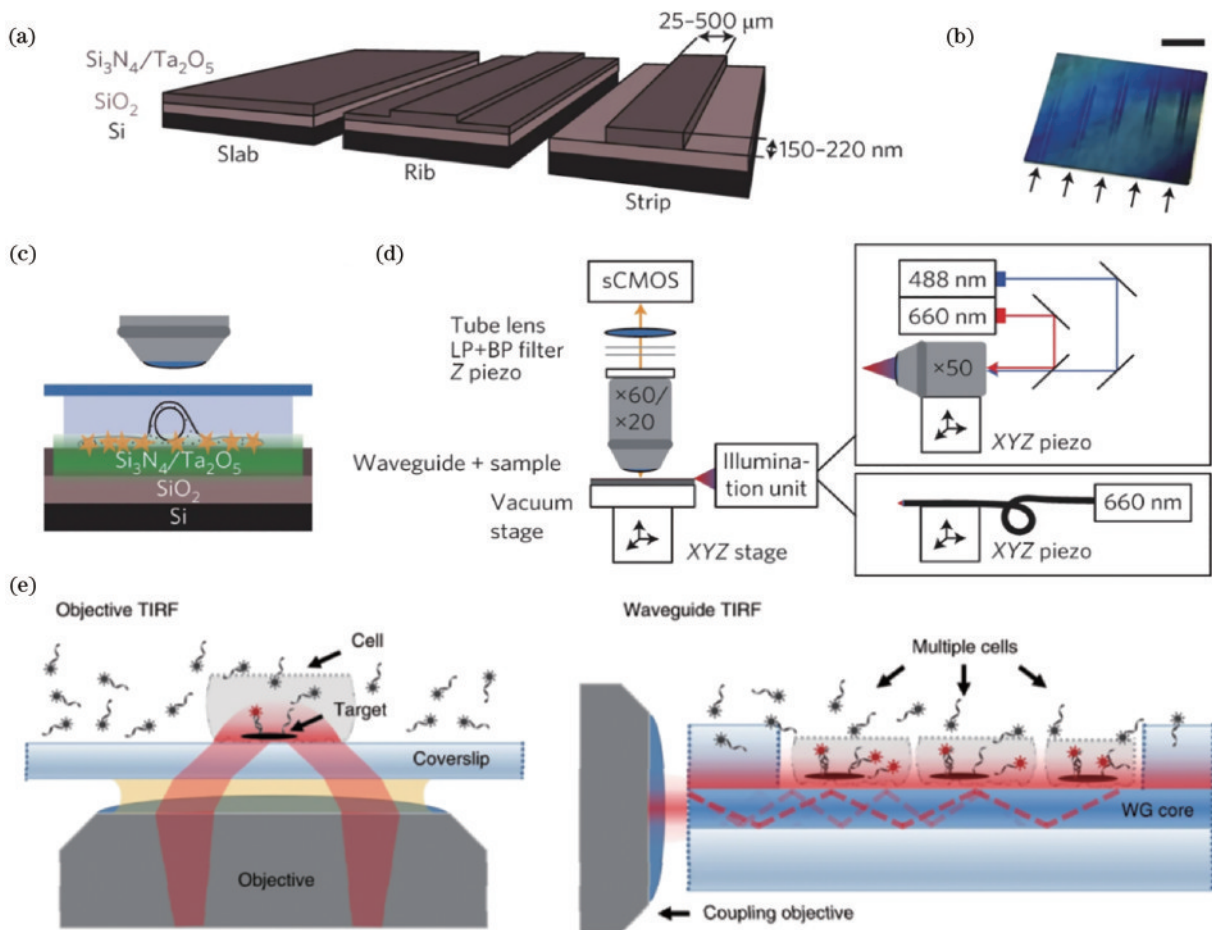 (a)
25–500 μm
Si₃N₄/Ta₂O₅
SiO₂
Si
Slab
Rib
Strip
150–220 nm
(b)
(c)
Si₃N₄/Ta₂O₅
SiO₂
Si
(d)
sCMOS
Tube lens
LP+BP filter
Z piezo
×60/
×20
Waveguide + sample
Vacuum
stage
XYZ stage
Illumina-
tion unit
488 nm
660 nm
×50
XYZ piezo
660 nm
XYZ piezo
(e)
Objective TIRF
Cell
Target
Coverslip
Objective
Waveguide TIRF
Multiple cells
WG core
Coupling objective